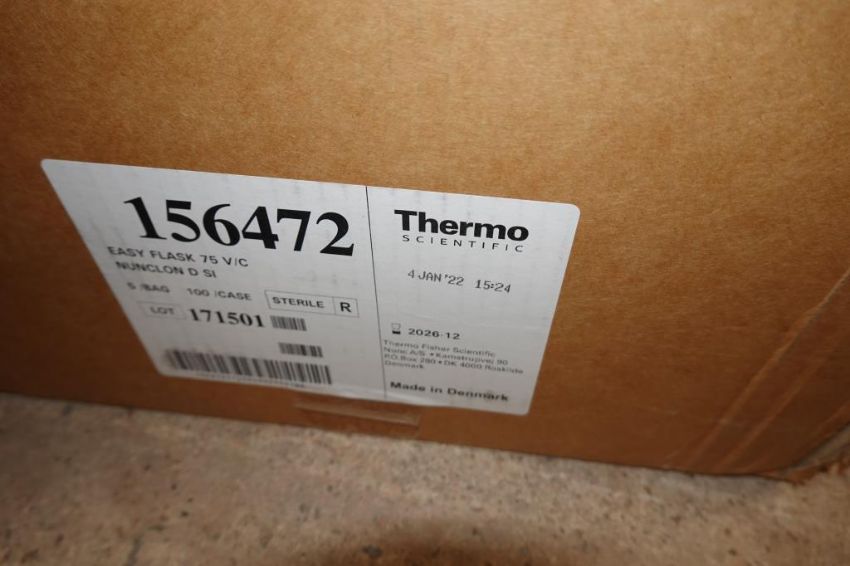 156472
EASY FLASK 75 V/C
NUNCLON D SI
5 /BAG 100 /CASE STERILE R
LOT 171501
Thermo
SCIENTIFIC
4 JAN '22 15:24
2026-12
Thermo Fisher Scientific
Nunc A/S • Kamstrupvej 90
P.O. Box 280 • DK 4000 Roskilde
Denmark
Made in Denmark